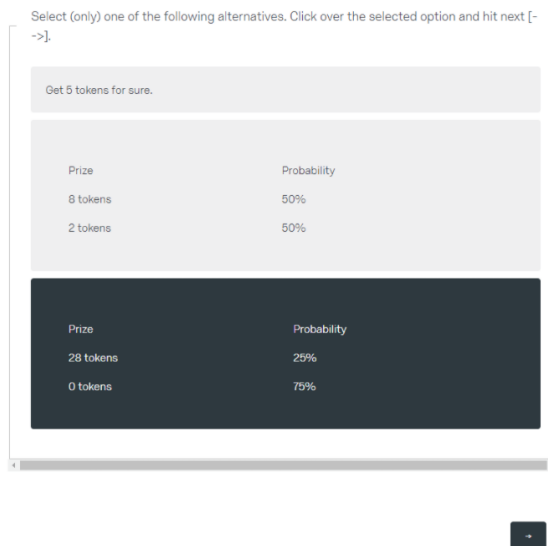 Select (only) one of the following alternatives. Click over the selected option and hit next [-
->].
Get 5 tokens for sure.
Prize Probability
8 tokens 50%
2 tokens 50%
Prize Probability
28 tokens 25%
0 tokens 75%
→